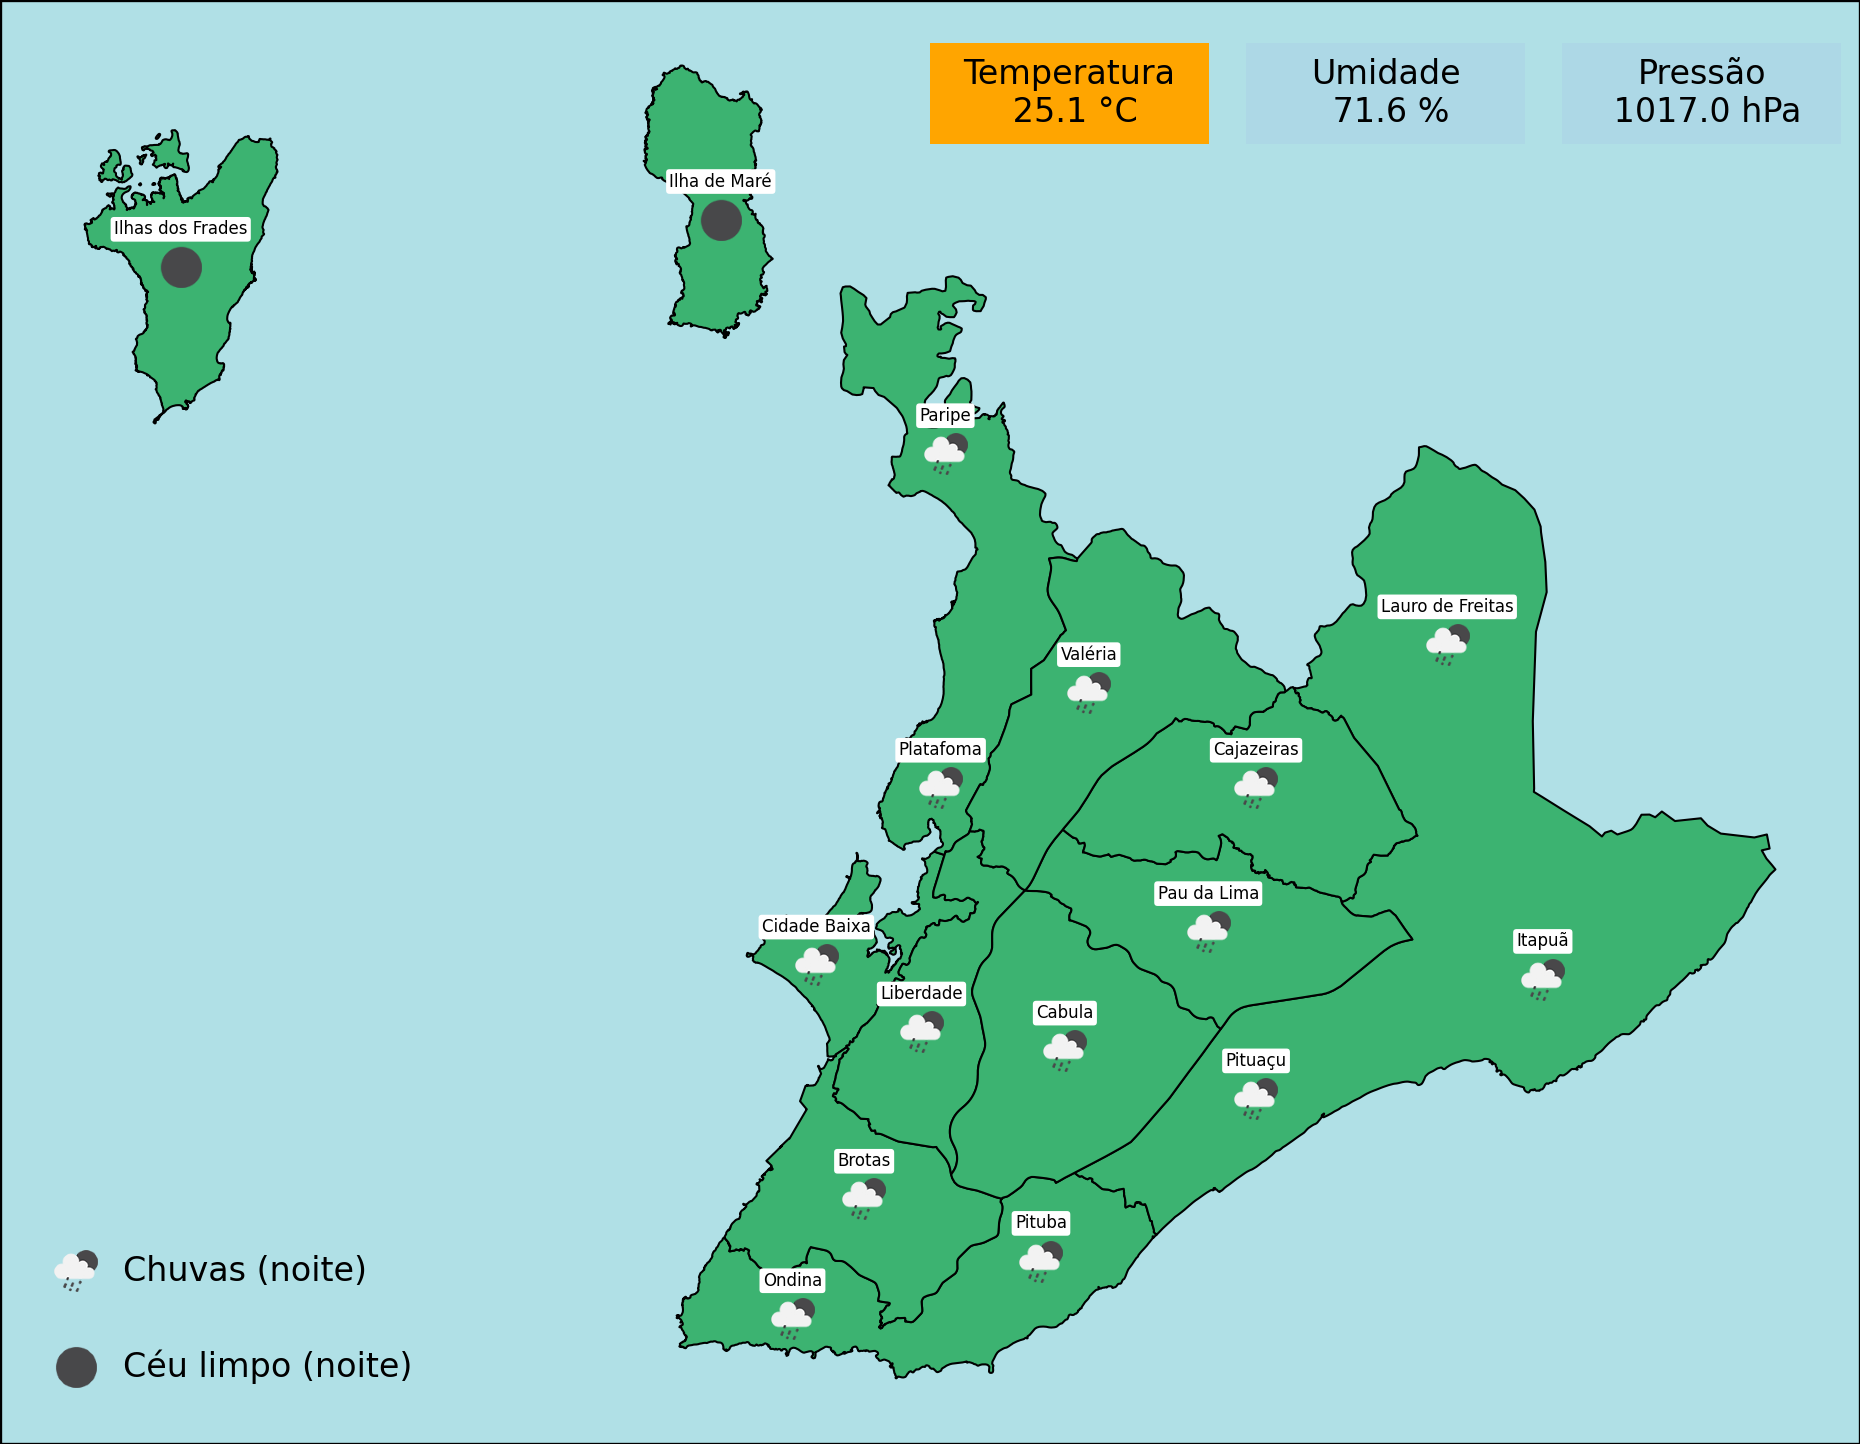 Temperatura
25.1 °C
Umidade
71.6 %
Pressão
1017.0 hPa
Ilha de Maré
Ilhas dos Frades
Paripe
Lauro de Freitas
Valéria
Platafoma
Cajazeiras
Pau da Lima
Cidade Baixa
Itapuã
Liberdade
Cabula
Pituaçu
Brotas
Pituba
Ondina
Chuvas (noite)
Céu limpo (noite)